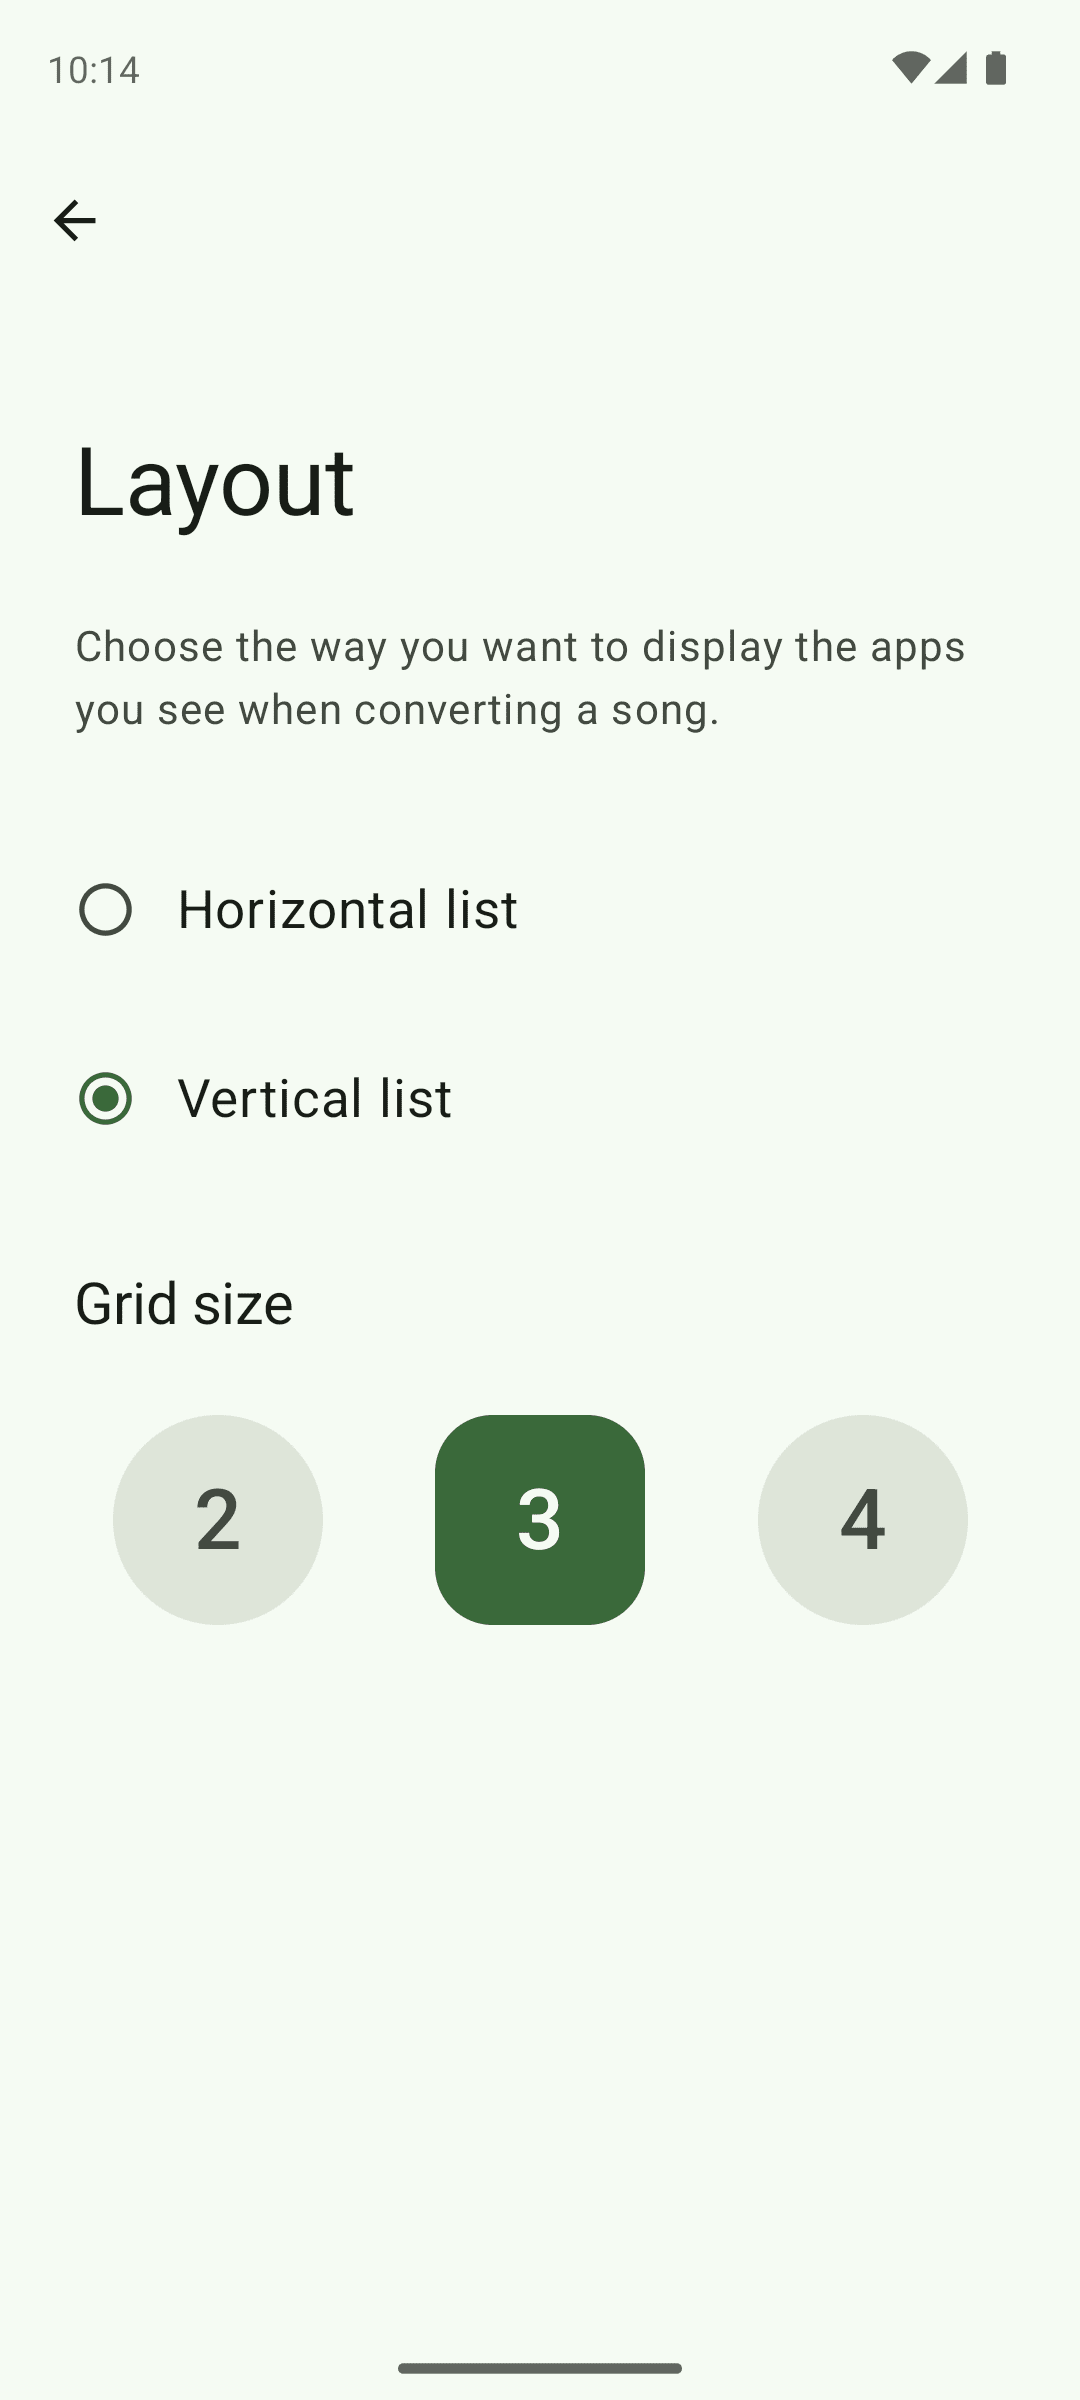 10:14
Layout
Choose the way you want to display the apps
you see when converting a song.
Horizontal list
Vertical list
Grid size
2 3 4